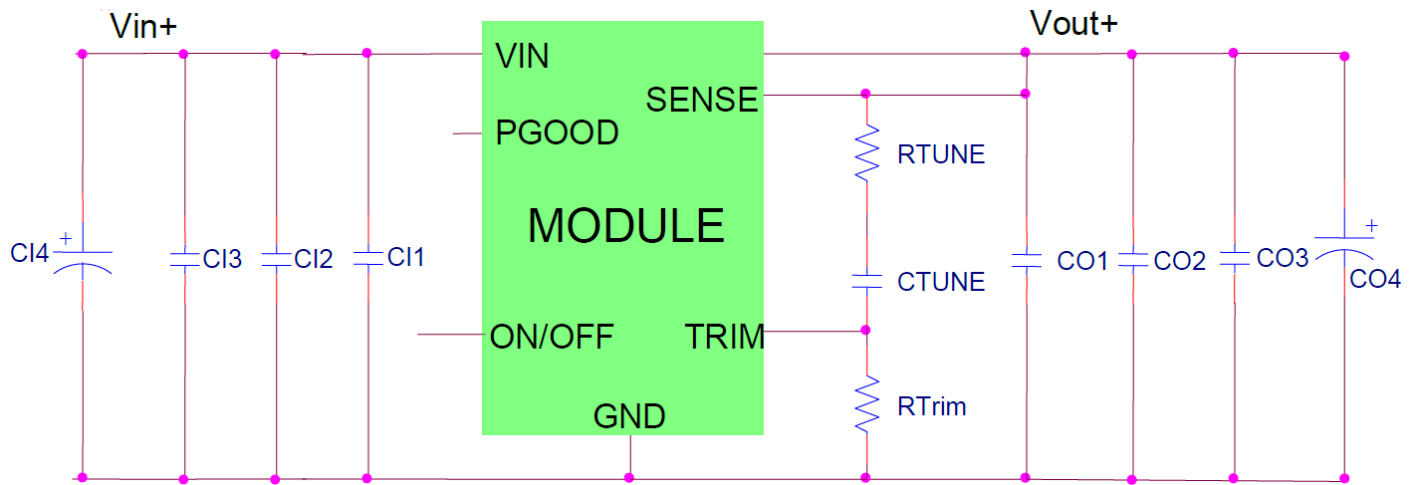 Vin+
Vout+
VIN
SENSE
PGOOD
RTUNE
MODULE
+
CI4
CI3
CI2
CI1
CTUNE
CO1
CO2
CO3
+
CO4
ON/OFF
TRIM
RTrim
GND